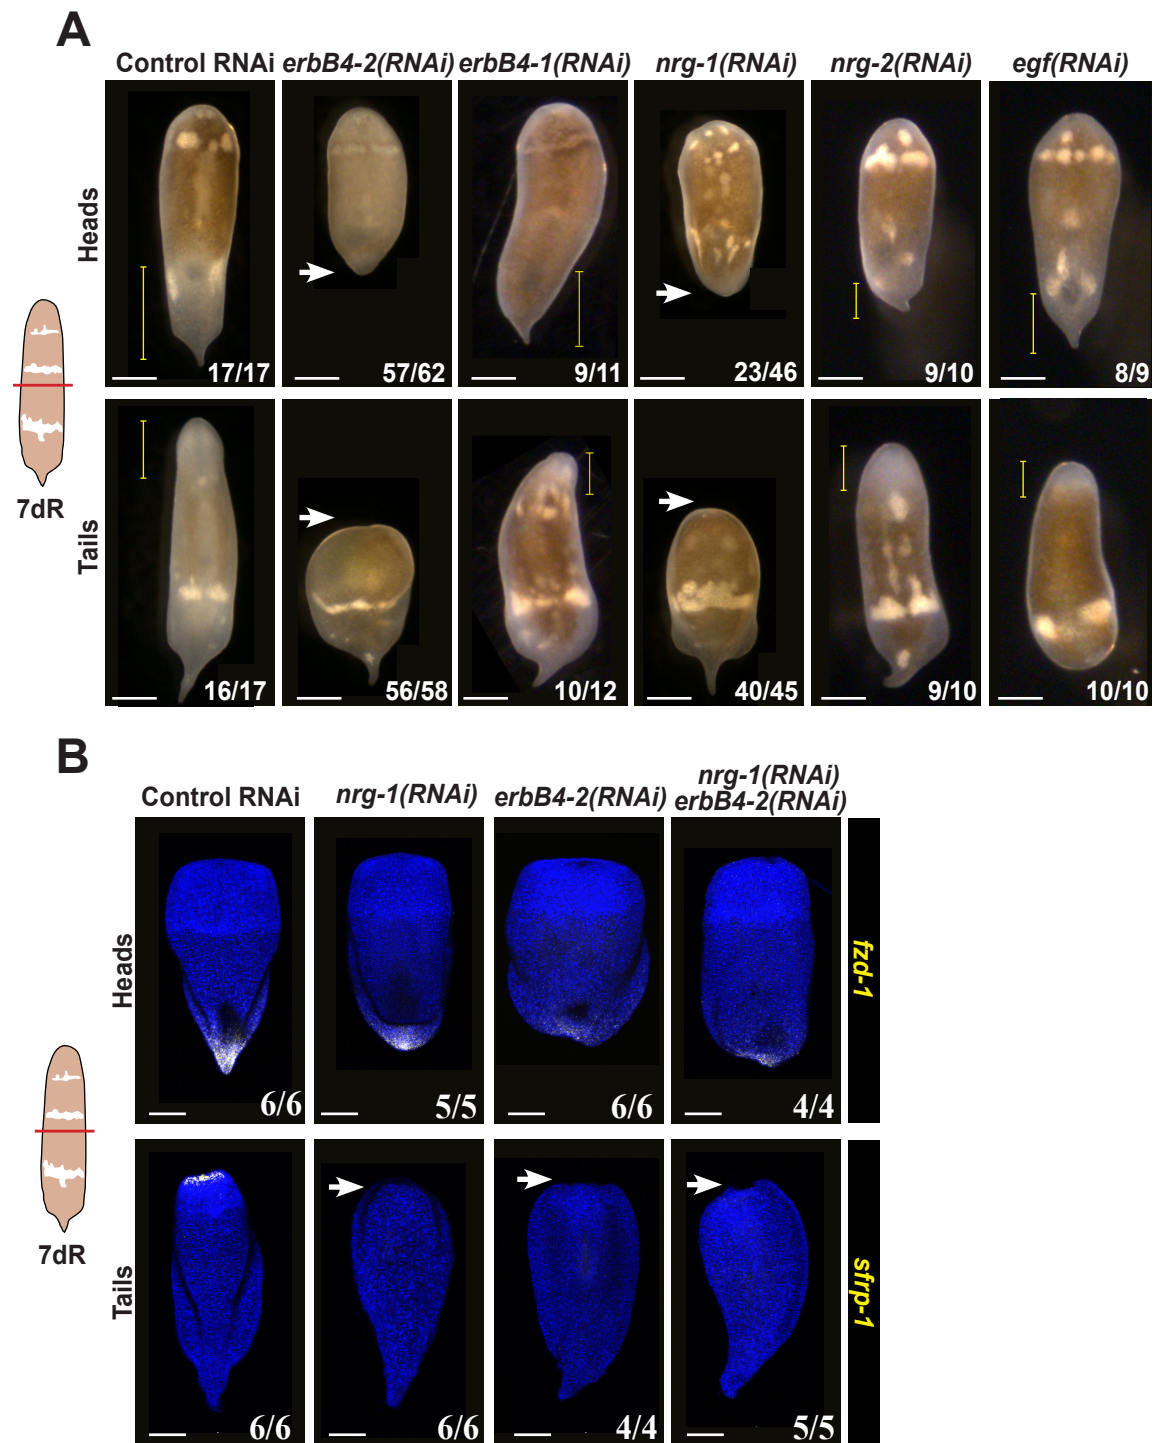 A
Control RNAi erbB4-2(RNAi) erbB4-1(RNAi) nrg-1(RNAi) nrg-2(RNAi) egf(RNAi)
Heads
17/17 57/62 9/11 23/46 9/10 8/9
7dR
Tails
16/17 56/58 10/12 40/45 9/10 10/10
B
Control RNAi nrg-1(RNAi) erbB4-2(RNAi) nrg-1(RNAi)
erbB4-2(RNAi)
Heads
6/6 5/5 6/6 4/4
fzd-1
7dR
Tails
6/6 6/6 4/4 5/5
sfrp-1